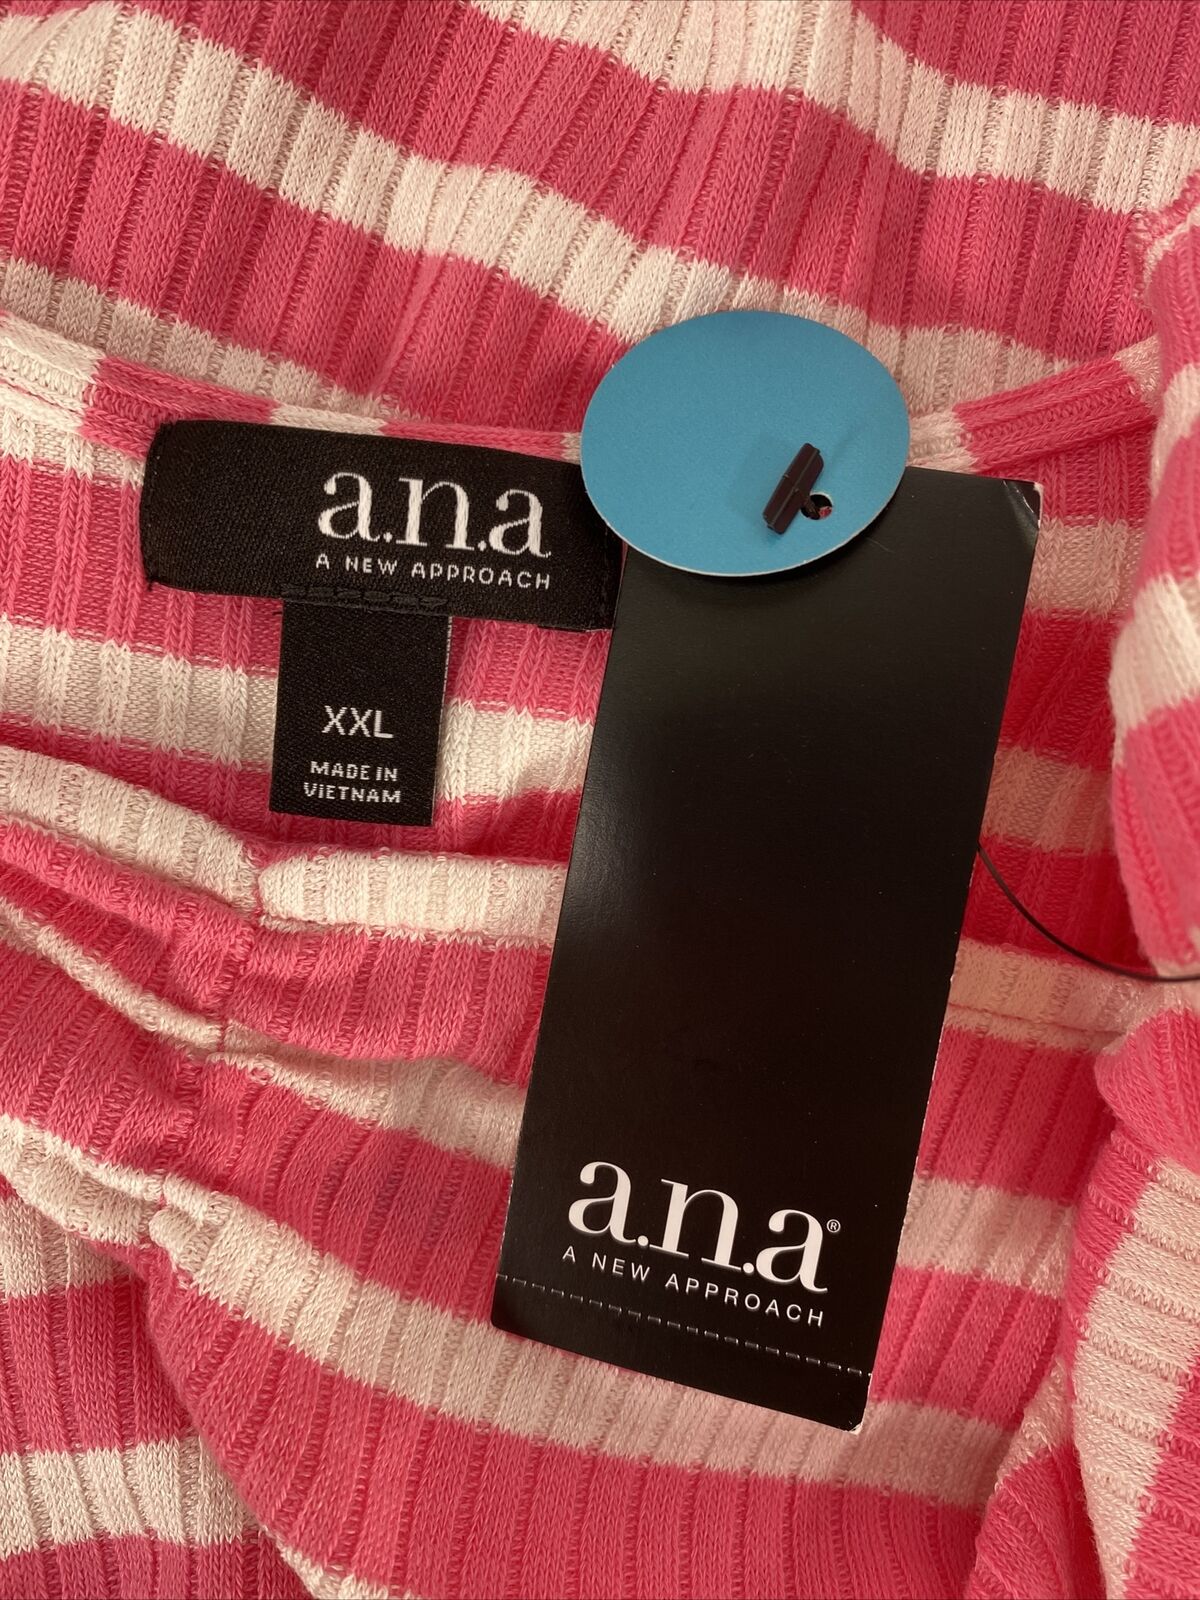 a.n.a
A NEW APPROACH
XXL
MADE IN
VIETNAM
a.n.a®
A NEW APPROACH